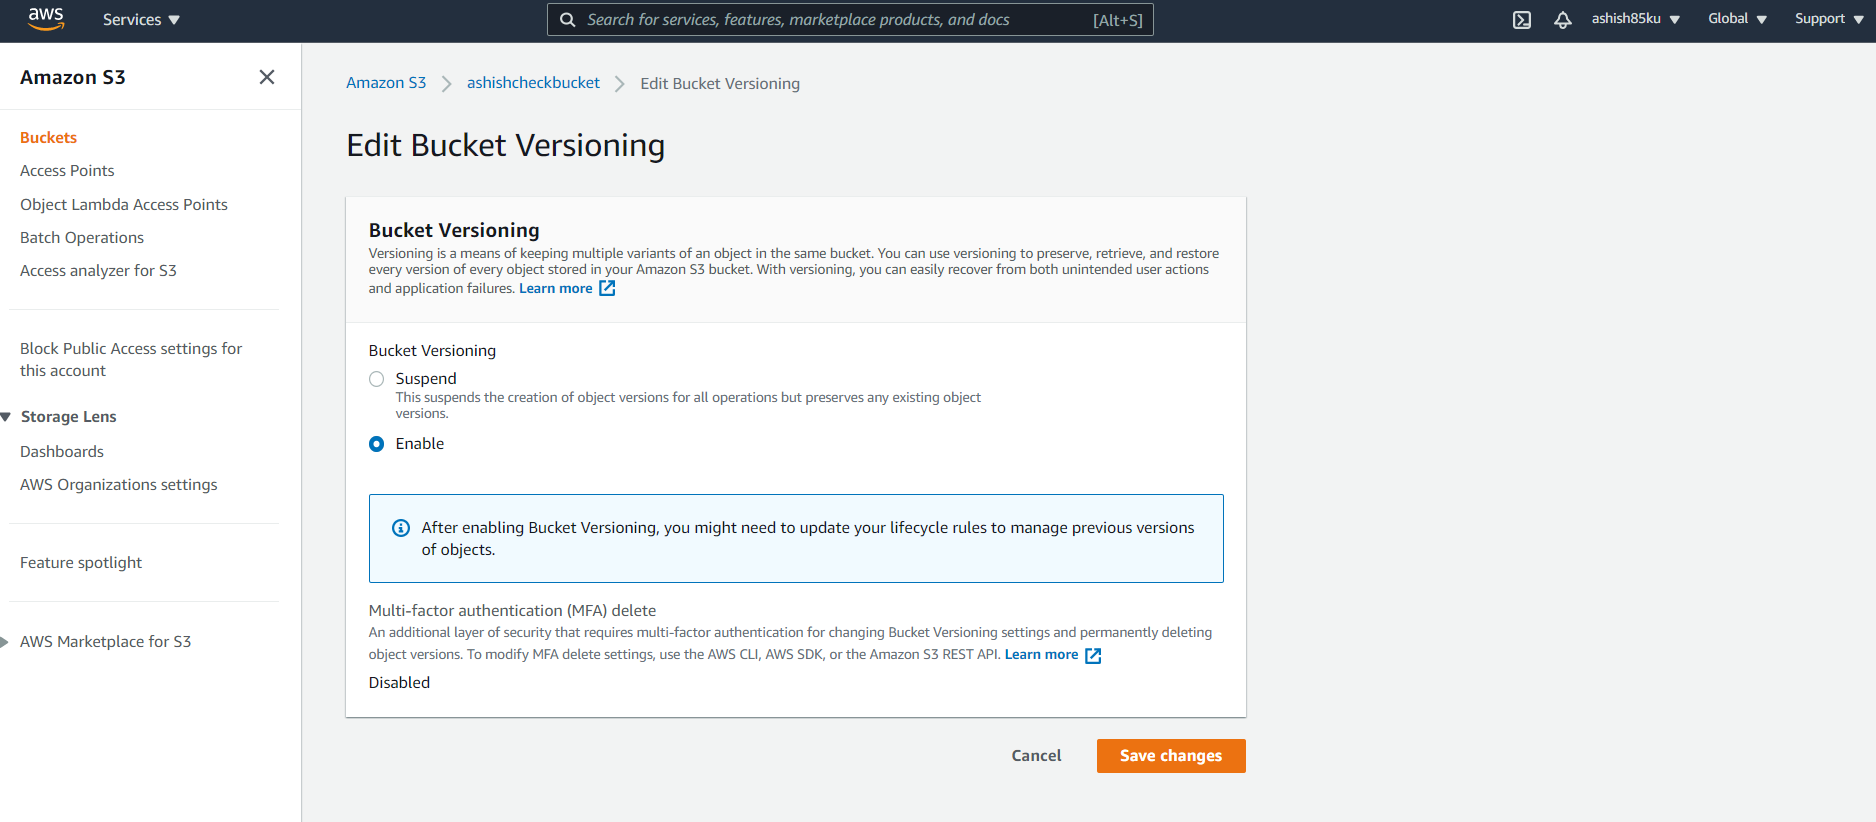 aws
Services
Search for services, features, marketplace products, and docs
[Alt+S]
ashish85ku
Global
Support
Amazon S3
Buckets
Access Points
Object Lambda Access Points
Batch Operations
Access analyzer for S3
Block Public Access settings for
this account
Storage Lens
Dashboards
AWS Organizations settings
Feature spotlight
AWS Marketplace for S3
Amazon S3
ashishcheckbucket
Edit Bucket Versioning
Edit Bucket Versioning
Bucket Versioning
Versioning is a means of keeping multiple variants of an object in the same bucket. You can use versioning to preserve, retrieve, and restore
every version of every object stored in your Amazon S3 bucket. With versioning, you can easily recover from both unintended user actions
and application failures. Learn more
Bucket Versioning
Suspend
This suspends the creation of object versions for all operations but preserves any existing object
versions.
Enable
After enabling Bucket Versioning, you might need to update your lifecycle rules to manage previous versions
of objects.
Multi-factor authentication (MFA) delete
An additional layer of security that requires multi-factor authentication for changing Bucket Versioning settings and permanently deleting
object versions. To modify MFA delete settings, use the AWS CLI, AWS SDK, or the Amazon S3 REST API. Learn more
Disabled
Cancel
Save changes